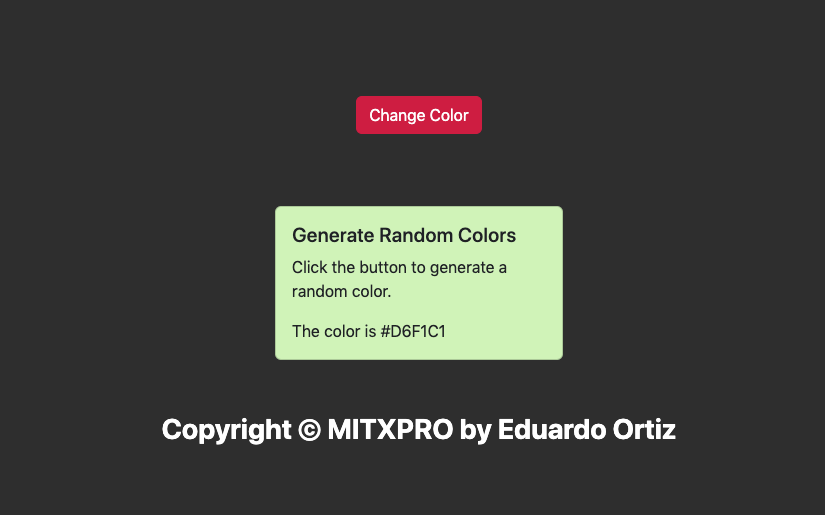 Change Color
Generate Random Colors
Click the button to generate a
random color.
The color is #D6F1C1
Copyright © MITXPRO by Eduardo Ortiz